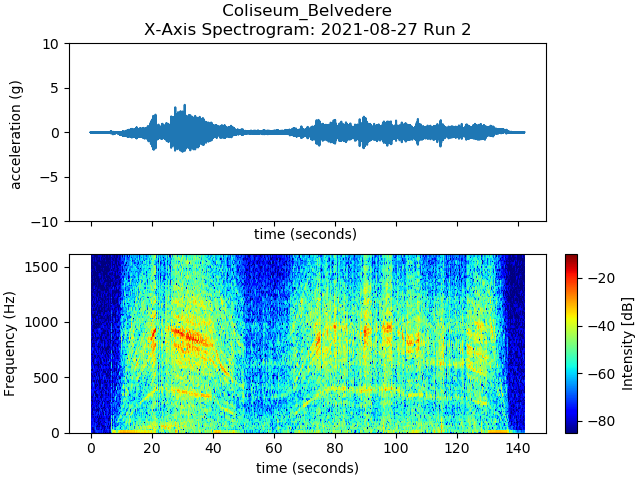 Coliseum_Belvedere
X-Axis Spectrogram: 2021-08-27 Run 2
10
5
0
−5
−10
acceleration (g)
time (seconds)
1500
1000
500
0
Frequency (Hz)
0 20 40 60 80 100 120 140
time (seconds)
−20
−40
−60
−80
Intensity [dB]